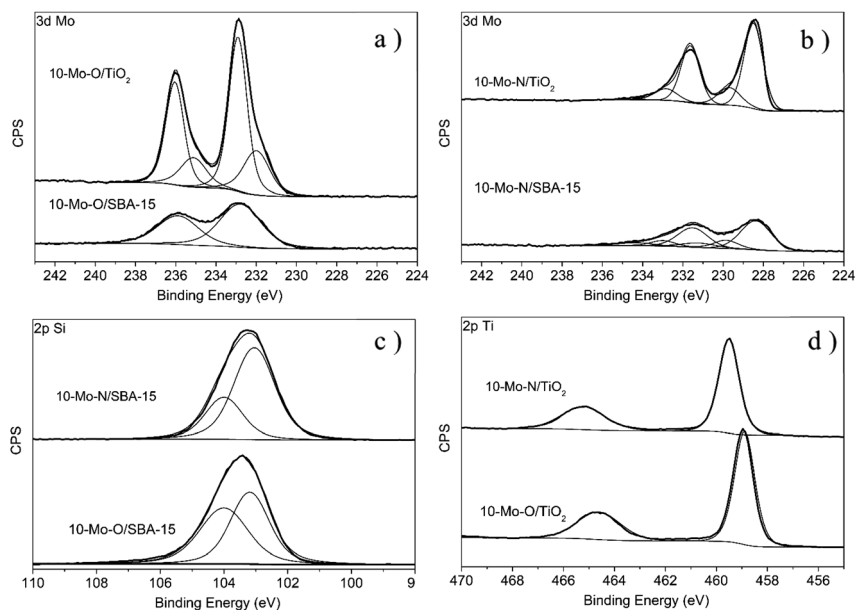 3d Mo
a )
10-Mo-O/TiO2
CPS
10-Mo-O/SBA-15
242 240 238 236 234 232 230 228 226 224
Binding Energy (eV)
3d Mo
b )
10-Mo-N/TiO2
CPS
10-Mo-N/SBA-15
242 240 238 236 234 232 230 228 226 224
Binding Energy (eV)
2p Si
c )
10-Mo-N/SBA-15
CPS
10-Mo-O/SBA-15
110 108 106 104 102 100 9
Binding Energy (eV)
2p Ti
d )
10-Mo-N/TiO2
CPS
10-Mo-O/TiO2
470 468 466 464 462 460 458 456
Binding Energy (eV)